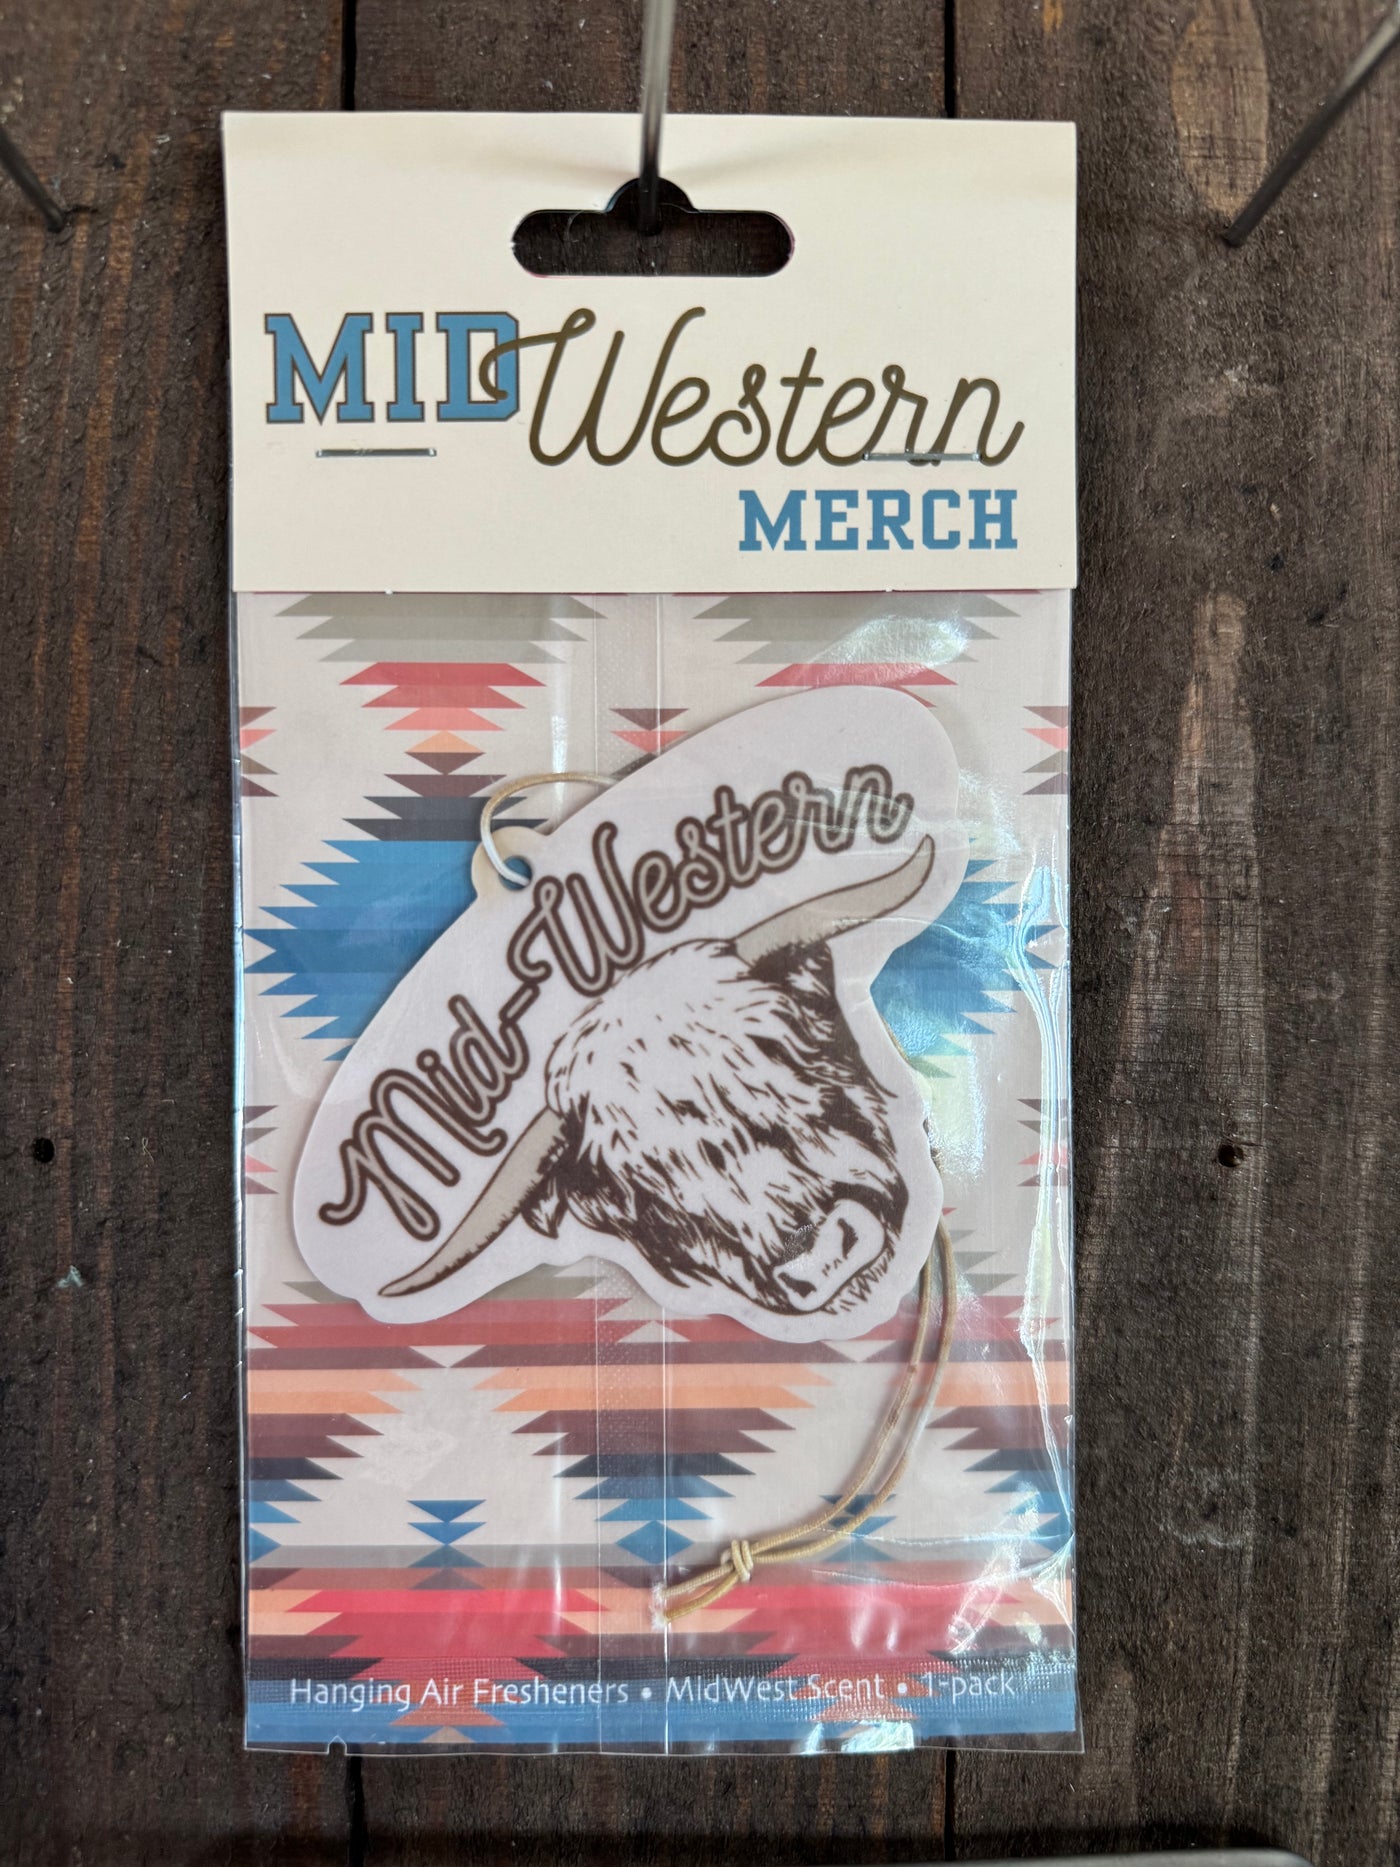 MID Western
MERCH
Mid-Western
Hanging Air Fresheners • MidWest Scent • 1-pack